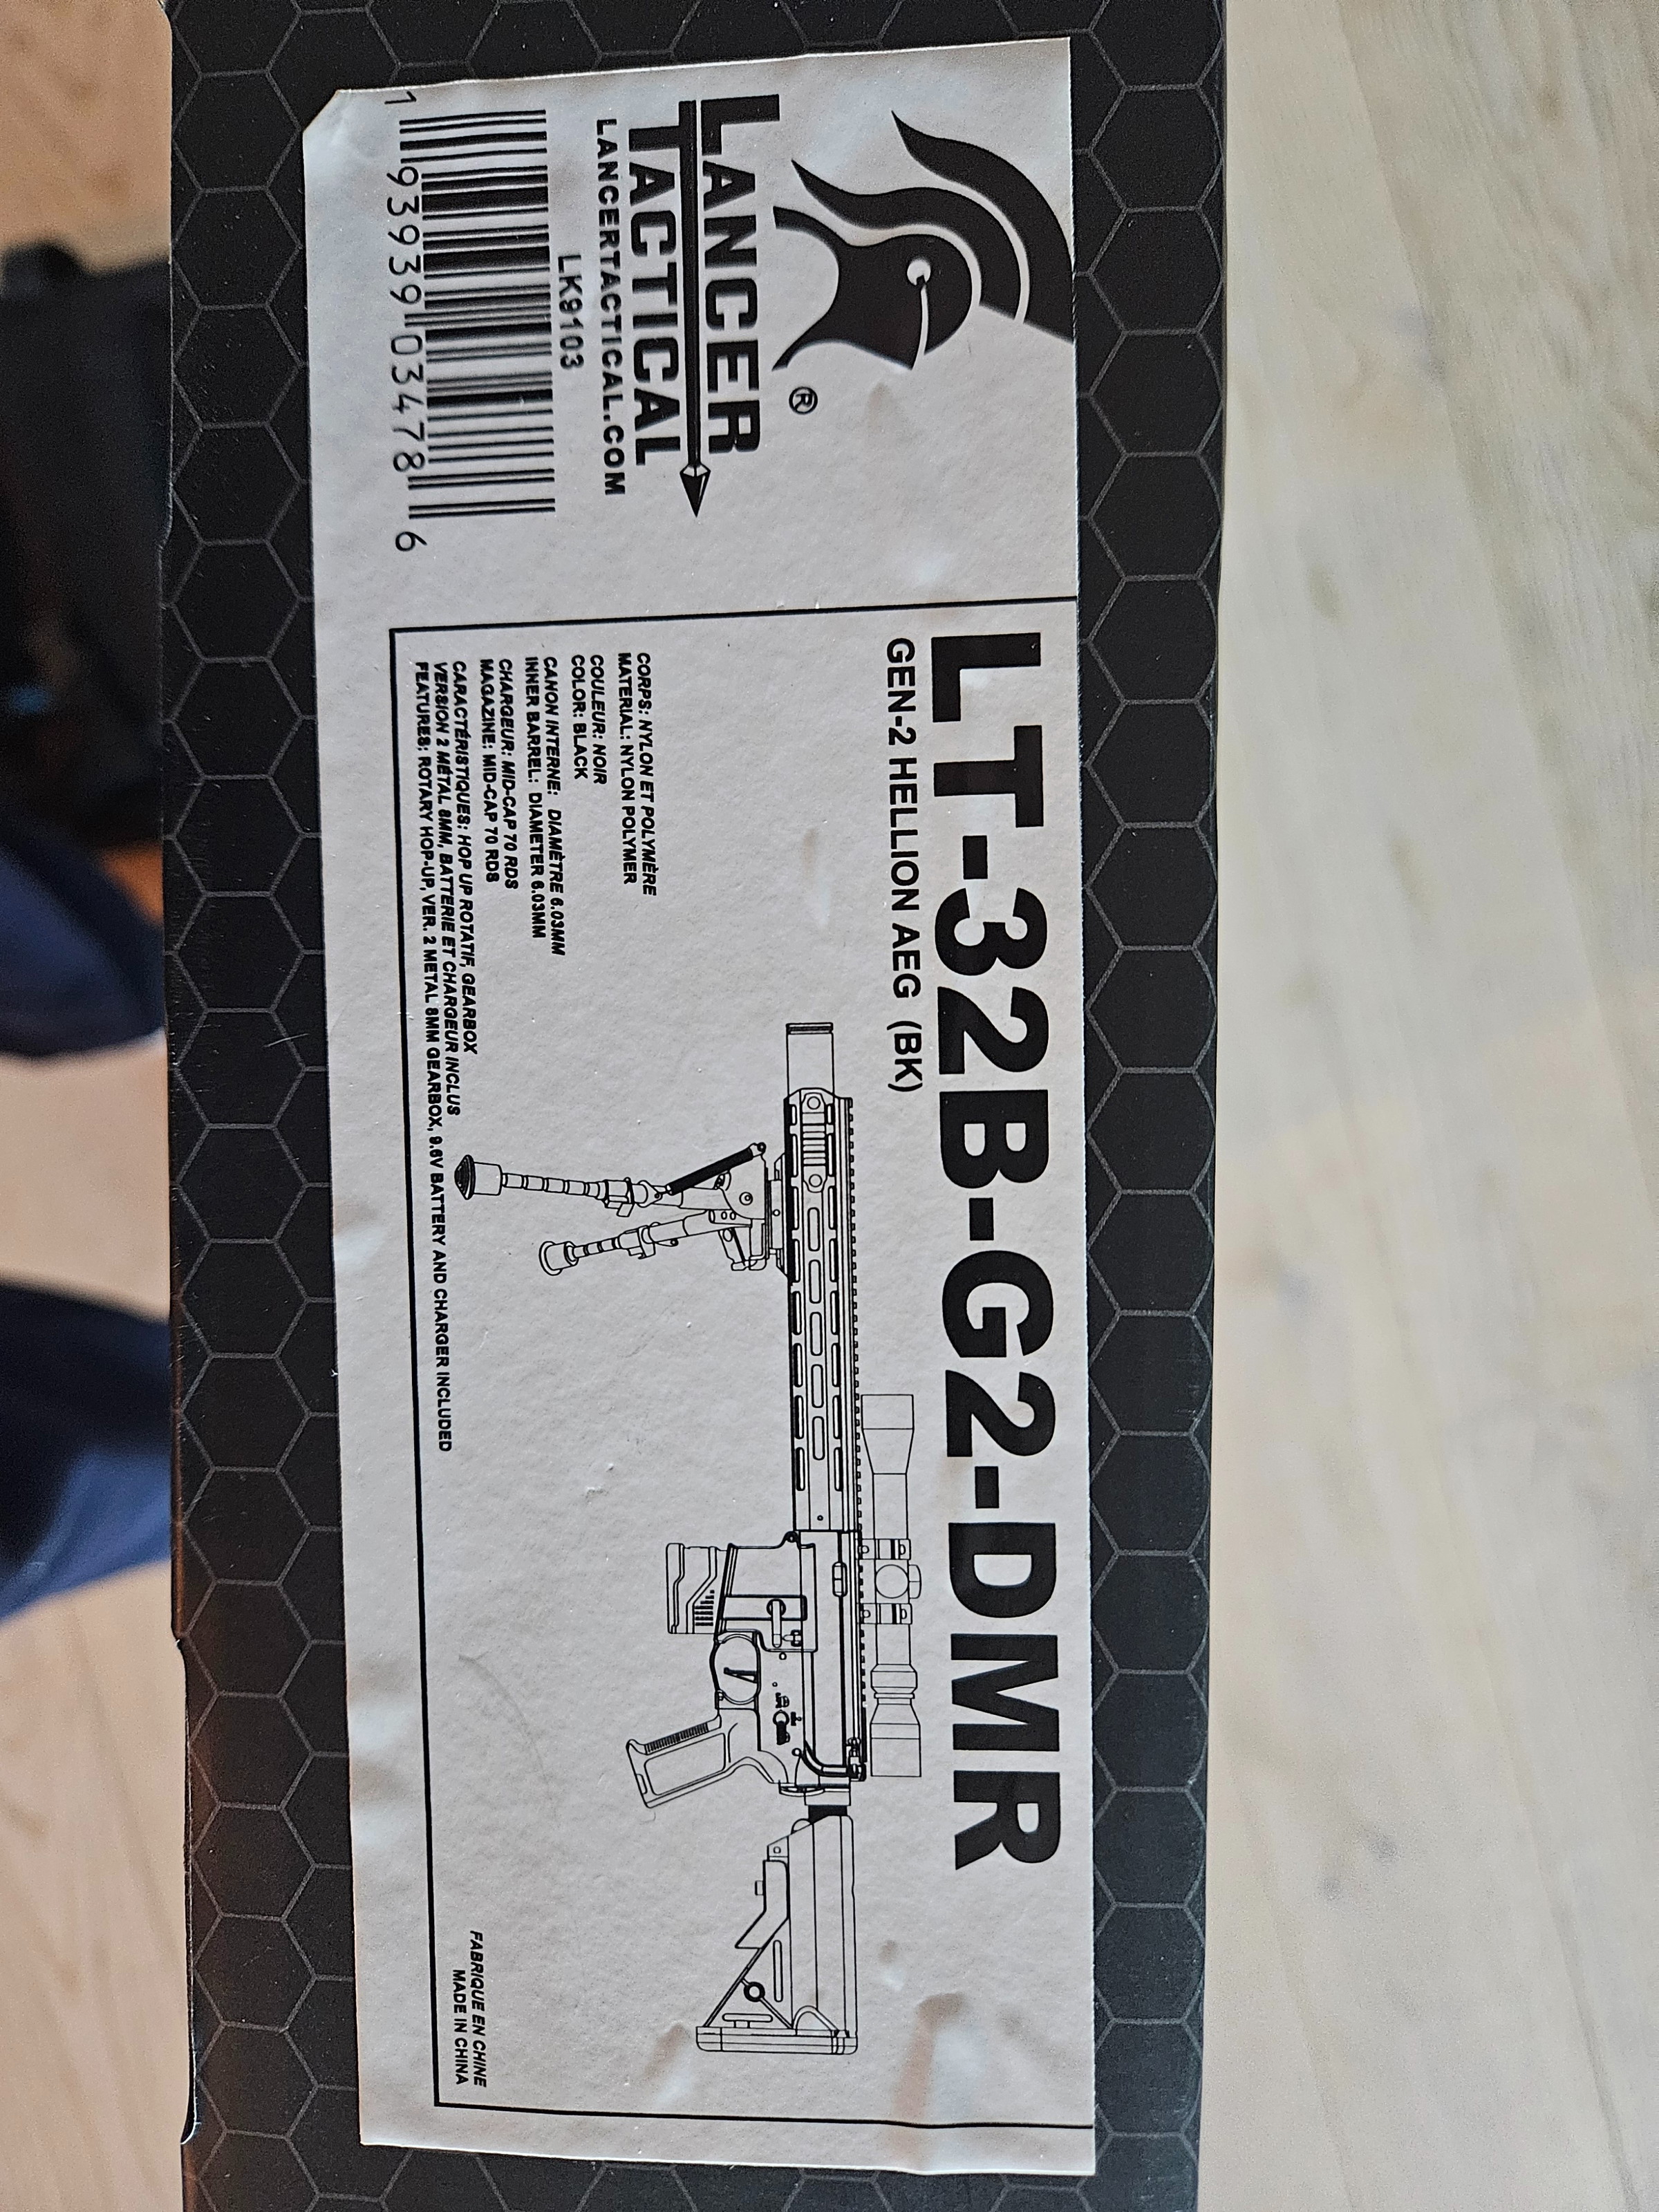 LANCER
TACTICAL
®
LANCERTACTICAL.COM
LK9103
1 93939 03478 6
LT-32B-G2-DMR
GEN-2 HELLION AEG (BK)
CORPS: NYLON ET POLYMÈRE
MATERIAL: NYLON POLYMER
COULEUR: NOIR
COLOR: BLACK
CANON INTERNE: DIAMÈTRE 6.03MM
INNER BARREL: DIAMETER 6.03MM
CHARGEUR: MID-CAP 70 RDS
MAGAZINE: MID-CAP 70 RDS
CARACTÉRISTIQUES: HOP UP ROTATIF, GEARBOX
VERSION 2 MÉTAL 8MM, BATTERIE ET CHARGEUR INCLUS
FEATURES: ROTARY HOP-UP, VER. 2 METAL 8MM GEARBOX, 9.6V BATTERY AND CHARGER INCLUDED
FABRIQUE EN CHINE
MADE IN CHINA